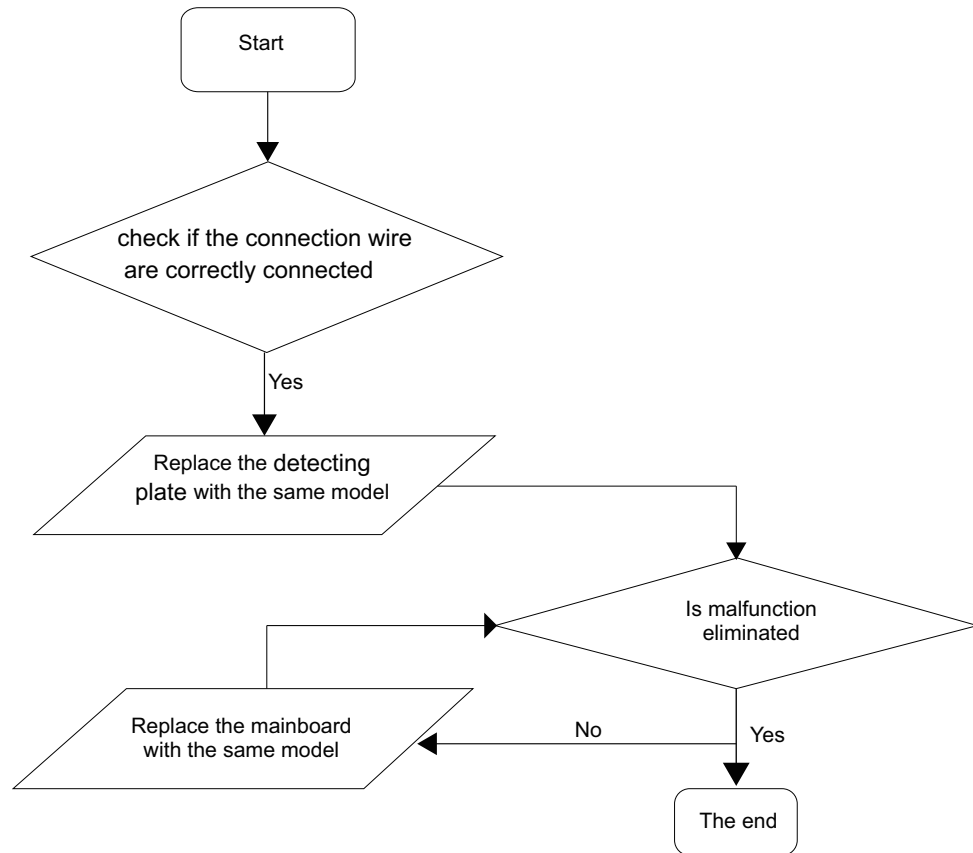 Start
check if the connection wire
are correctly connected
Yes
Replace the detecting
plate with the same model
Is malfunction
eliminated
Replace the mainboard
with the same model
No
Yes
The end